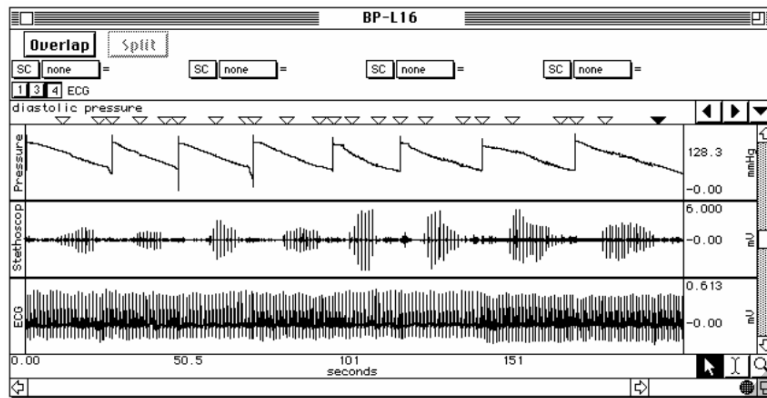 BP-L16
Overlap Split
SC none = SC none = SC none = SC none =
1 3 4 ECG
diastolic pressure
Pressure
128.3
-0.00
mmHg
Stethoscop
6.000
-0.00
mV
ECG
0.613
-0.00
mV
0.00 50.5 101 151
seconds